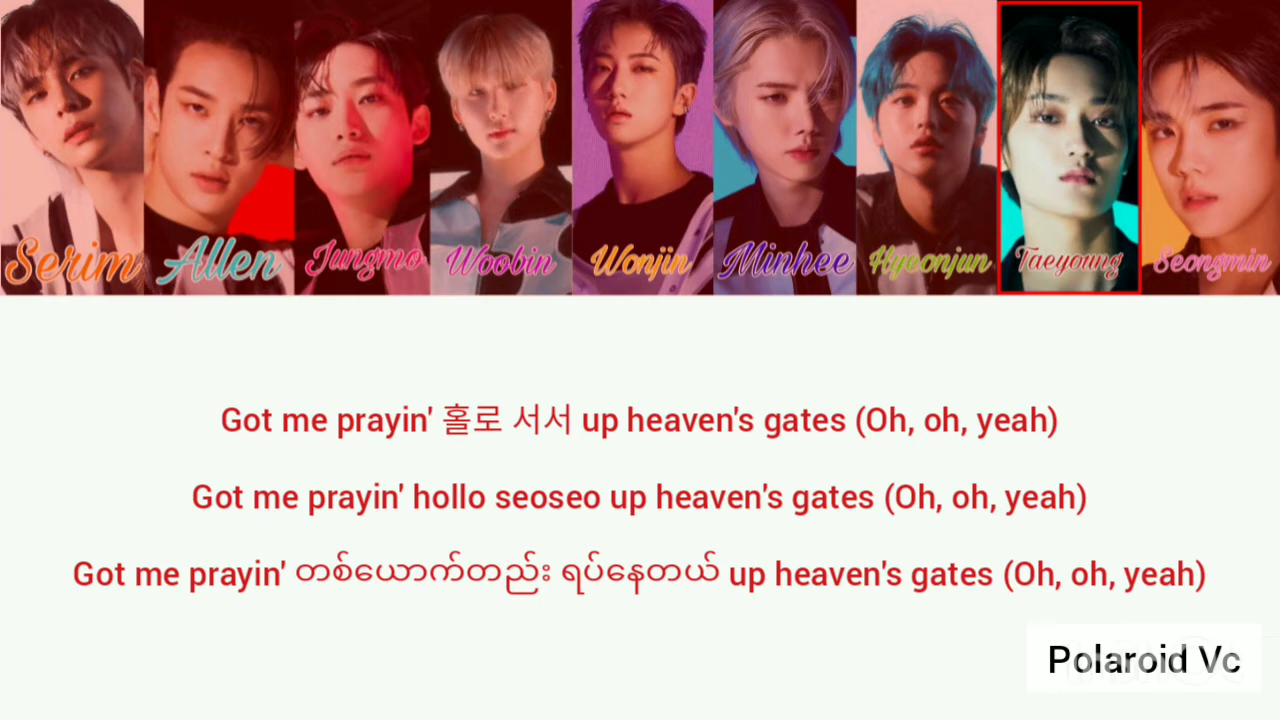 Serim Allen Jungmo Woobin Wonjin Minhee Hyeonjun Taeyoung Seongmin
Got me prayin' 홀로 서서 up heaven's gates (Oh, oh, yeah)
Got me prayin' hollo seoseo up heaven's gates (Oh, oh, yeah)
Got me prayin' တစ်ယောက်တည်း ရပ်နေတယ် up heaven's gates (Oh, oh, yeah)
Polaroid Vc